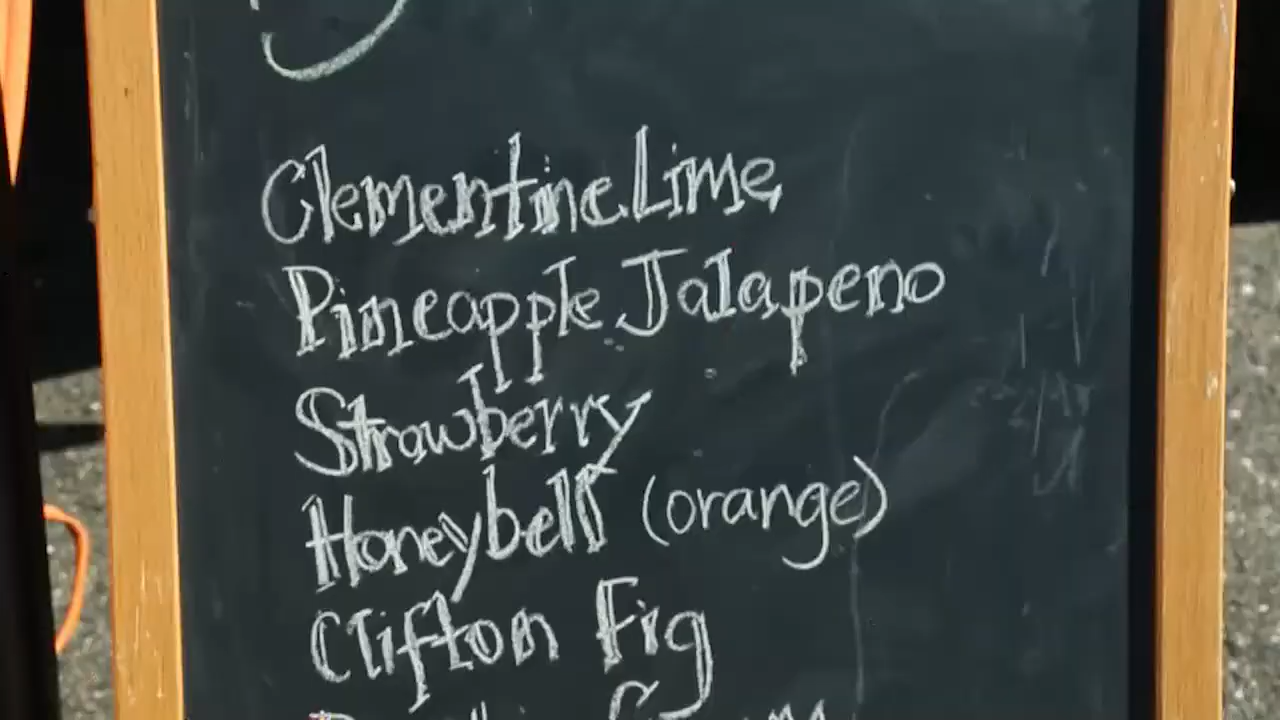 Clementine Lime
Pineapple Jalapeno
Strawberry
Honeybell (orange)
Clifton Fig